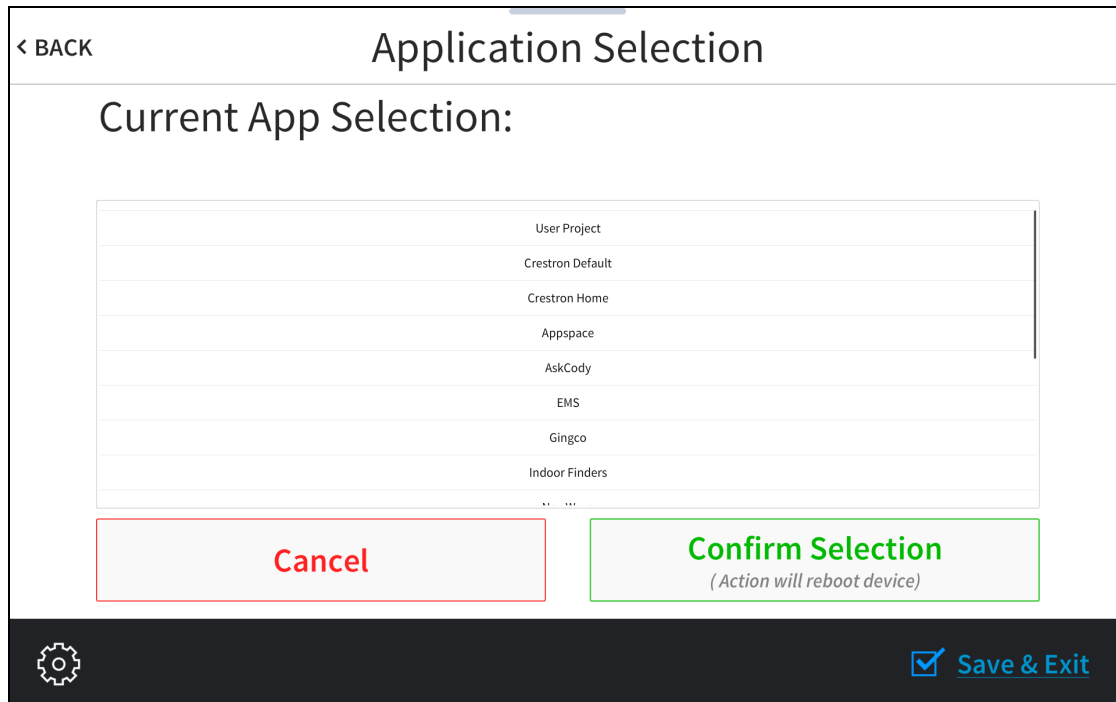 < BACK
Application Selection
Current App Selection:
User Project
Crestron Default
Crestron Home
Appspace
AskCody
EMS
Gingco
Indoor Finders
Cancel
Confirm Selection
( Action will reboot device)
Save & Exit